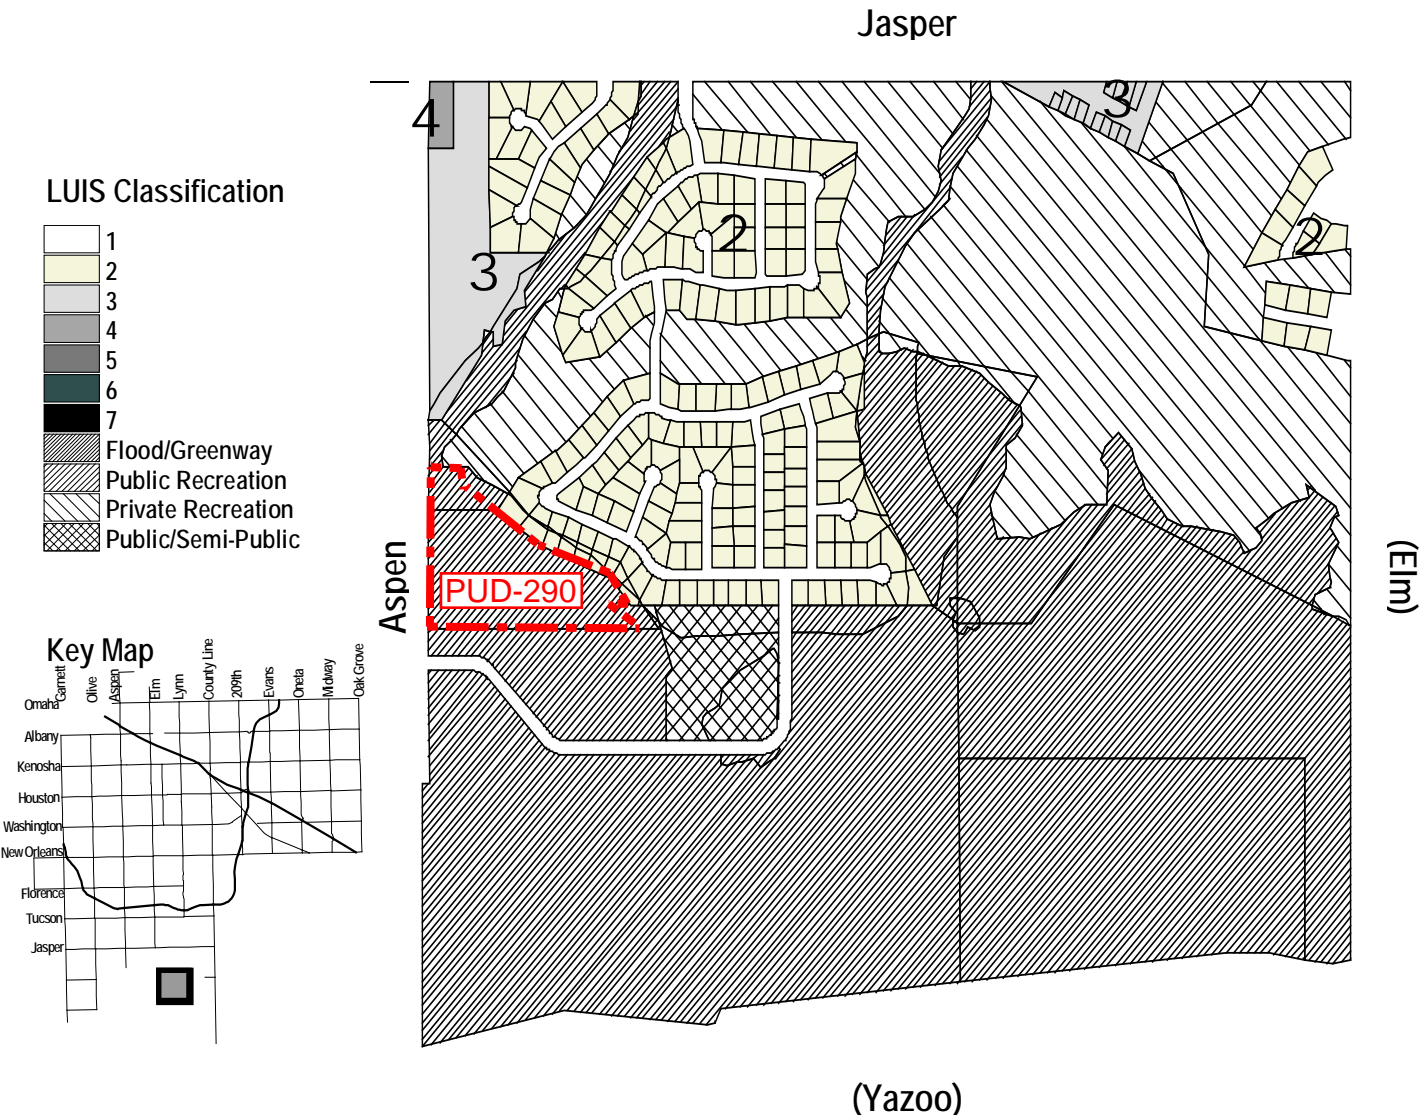 Jasper
4
3
LUIS Classification
1
2
2
2
3
3
4
5
6
7
Flood/Greenway
Public Recreation
Private Recreation
Public/Semi-Public
Aspen
(Elm)
PUD-290
Key Map
Garnett
Olive
Aspen
Elm
Lynn
County Line
209th
Evans
Oneta
Midway
Oak Grove
Omaha
Albany
Kenosha
Houston
Washington
New Orleans
Florence
Tucson
Jasper
(Yazoo)